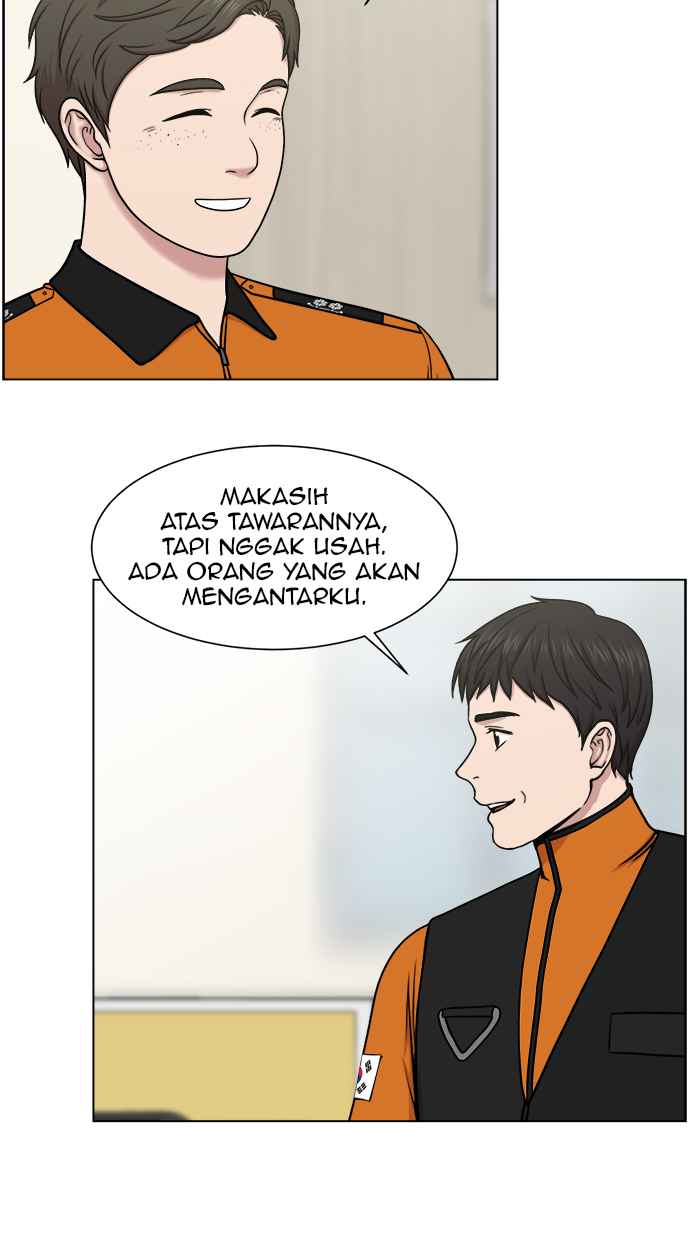 MAKASIH
ATAS TAWARANNYA,
TAPI NGGAK USAH.
ADA ORANG YANG AKAN
MENGANTARKU.